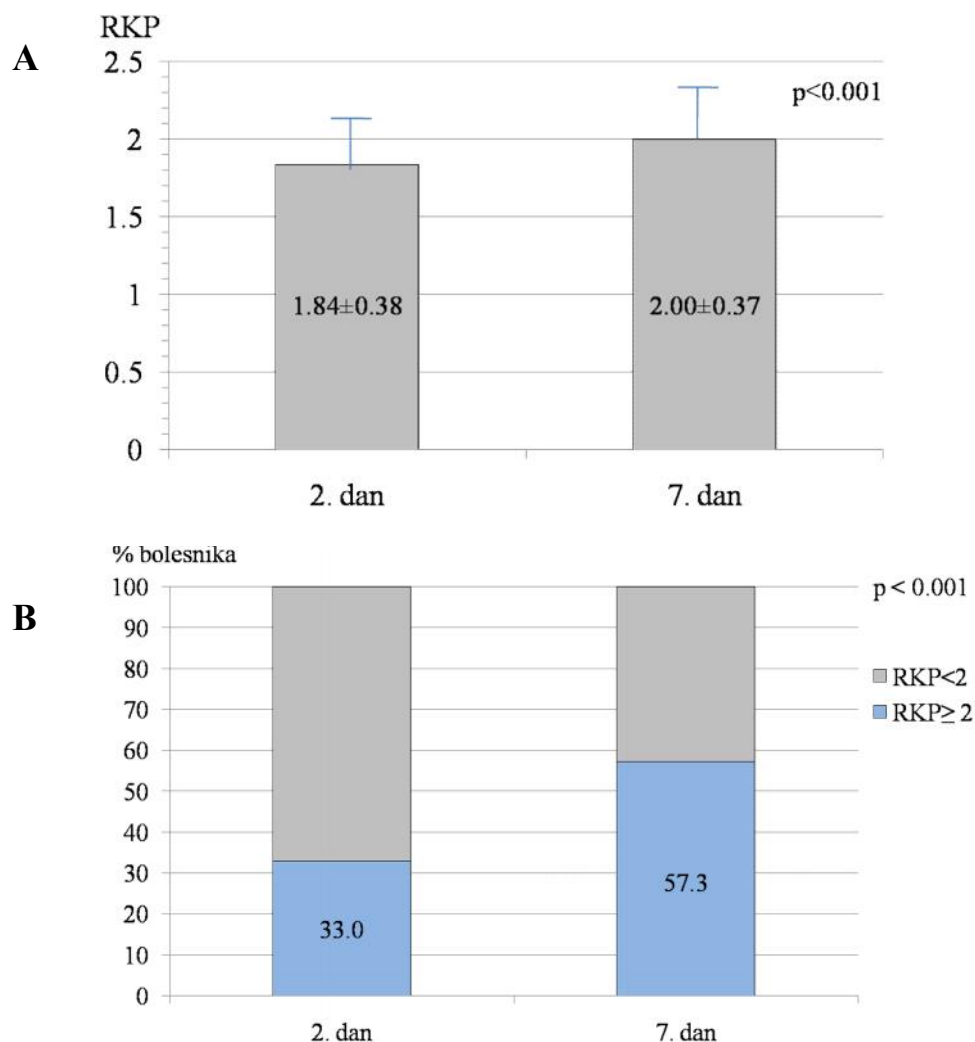 A
RKP
2.5
p<0.001
2
1.5
1
1.84±0.38
2.00±0.37
0.5
0
2. dan
7. dan
B
% bolesnika
100
p < 0.001
90
80
RKP<2
70
RKP≥ 2
60
50
40
30
57.3
20
33.0
10
0
2. dan
7. dan